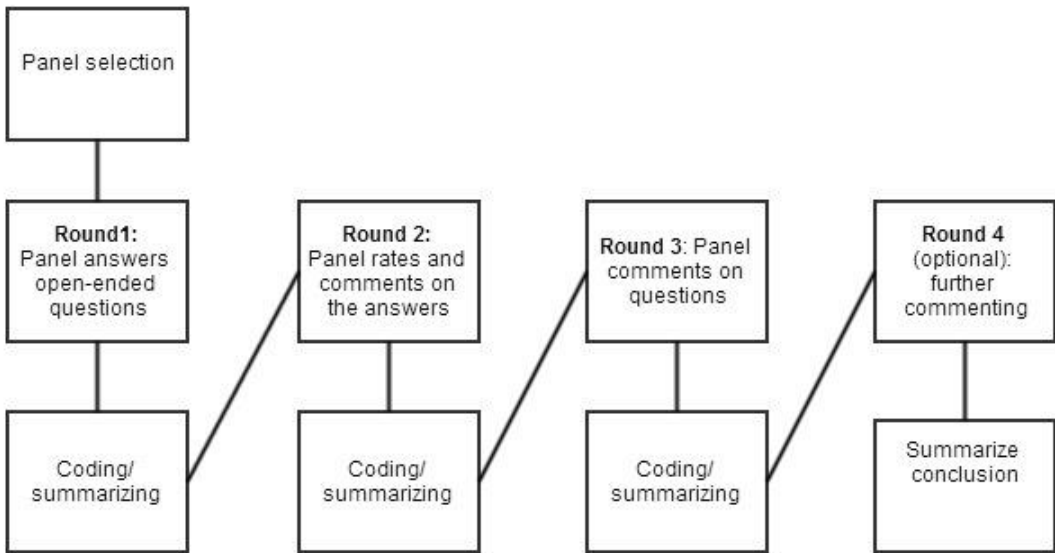 Panel selection
Round1:
Panel answers
open-ended
questions
Coding/
summarizing
Round 2:
Panel rates and
comments on
the answers
Coding/
summarizing
Round 3: Panel
comments on
questions
Coding/
summarizing
Round 4
(optional):
further
commenting
Summarize
conclusion